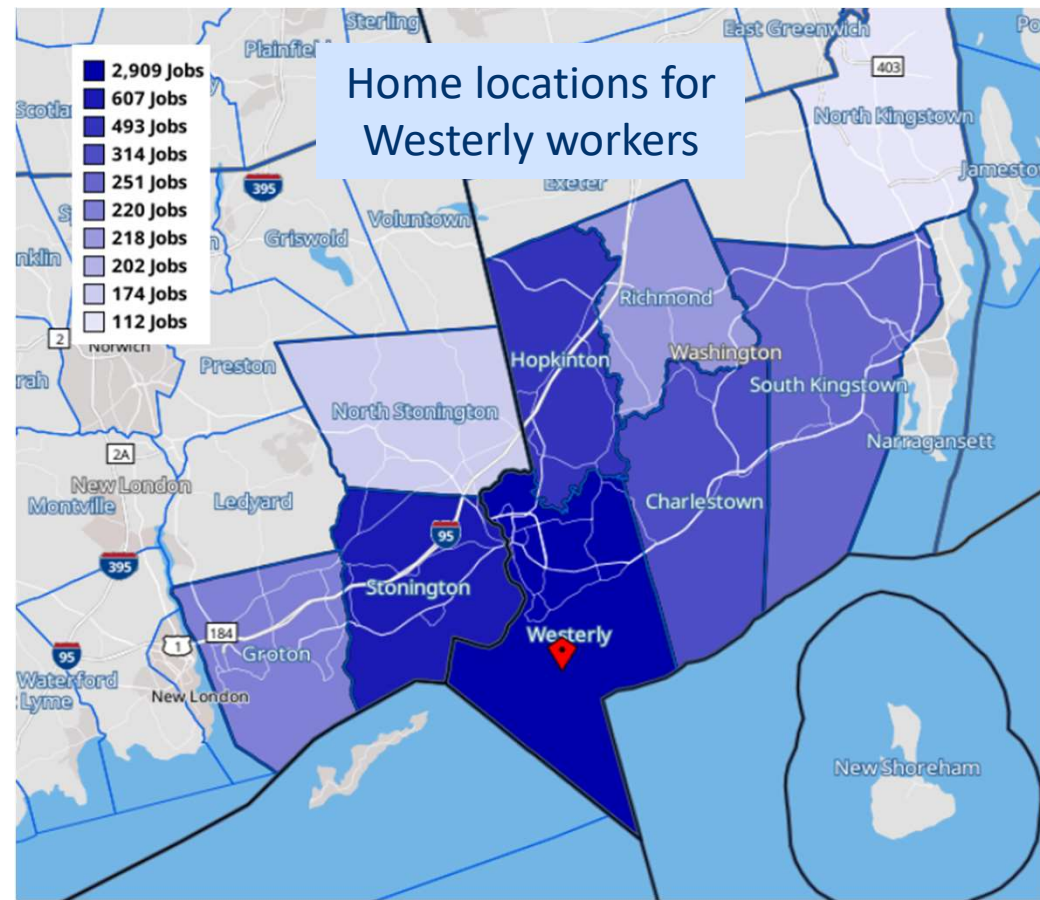 Home locations for
Westerly workers
2,909 Jobs
607 Jobs
493 Jobs
314 Jobs
251 Jobs
220 Jobs
218 Jobs
202 Jobs
174 Jobs
112 Jobs
Sterling
East Greenwich
403
North Kingstown
Jamesto
395
Exeter
Voluntown
Griswold
nklin
Richmond
2
Norwich
Preston
Hopkinton
Washington
South Kingstown
North Stonington
Narragansett
2A
New London
Montville
Ledyard
Charlestown
95
395
Stonington
Westerly
184
1
Groton
95
Waterford
Lyme
New London
New Shoreham